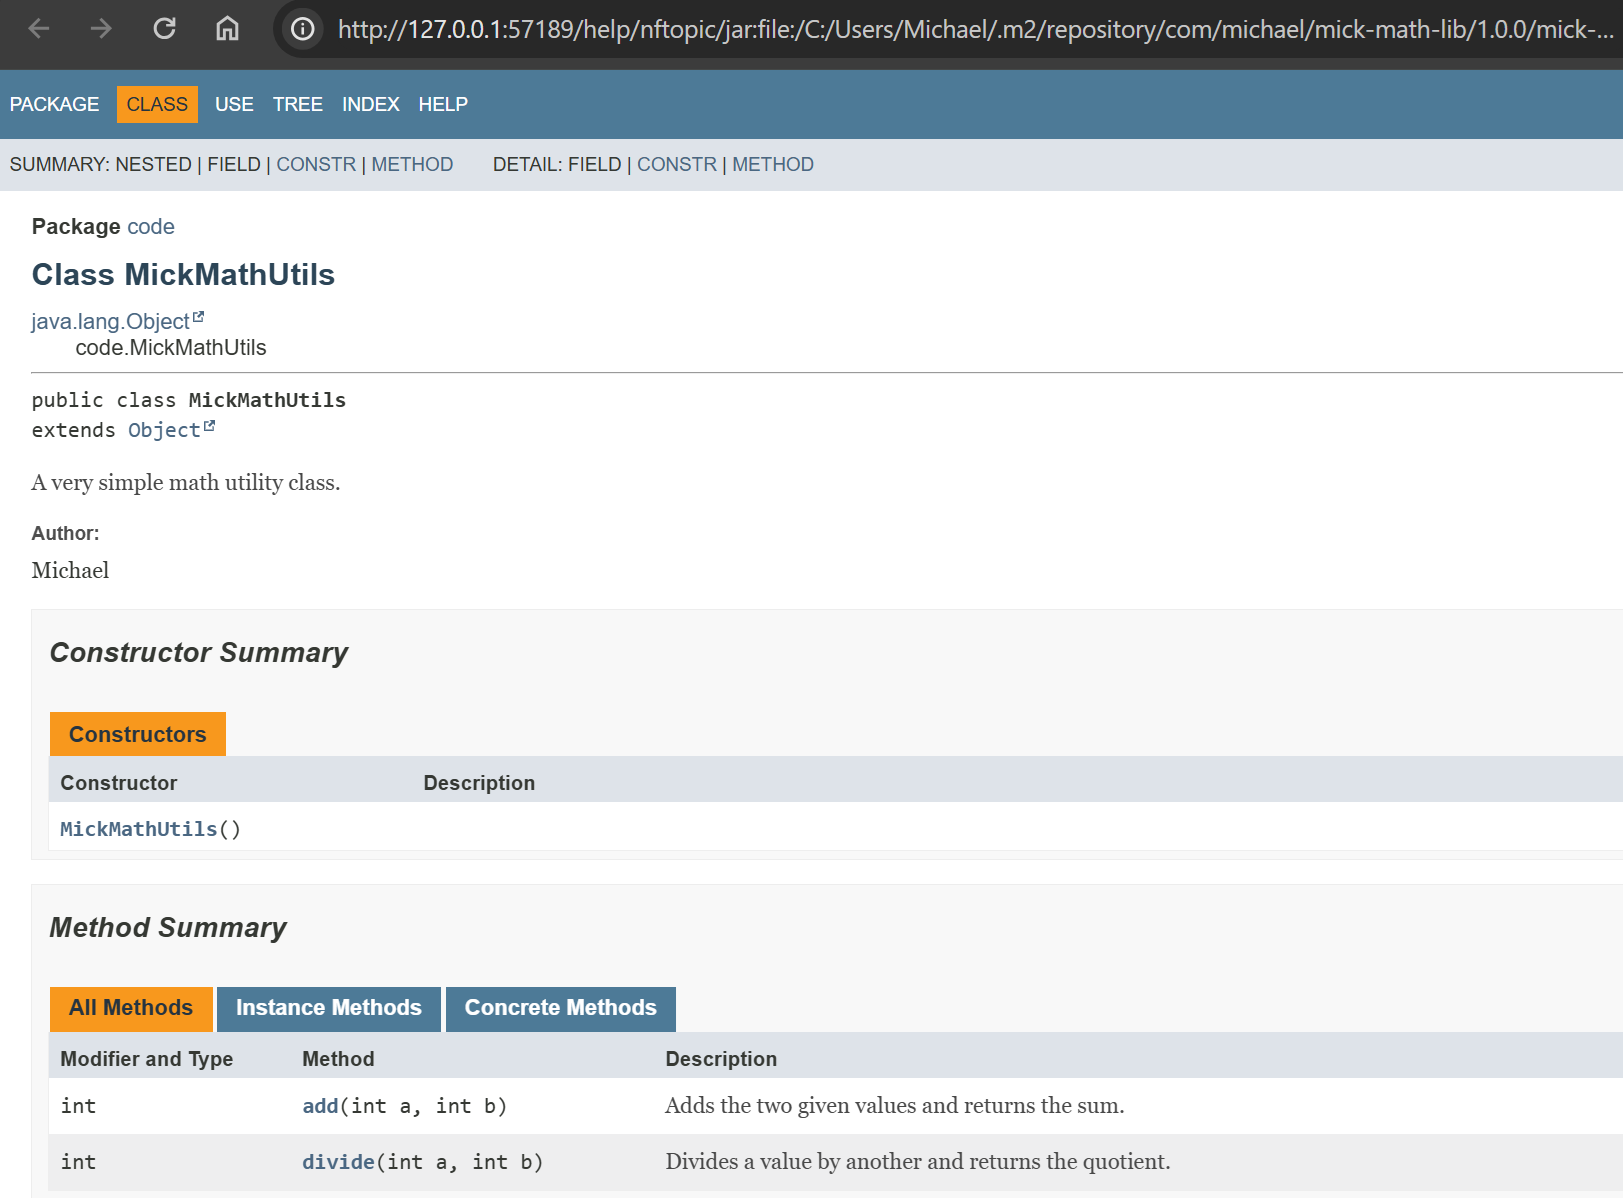 http://127.0.0.1:57189/help/nftopic/jar:file:/C:/Users/Michael/.m2/repository/com/michael/mick-math-lib/1.0.0/mick-...
PACKAGE CLASS USE TREE INDEX HELP
SUMMARY: NESTED | FIELD | CONSTR | METHOD DETAIL: FIELD | CONSTR | METHOD
Package code
Class MickMathUtils
java.lang.Object
code.MickMathUtils
public class MickMathUtils
extends Object
A very simple math utility class.
Author:
Michael
Constructor Summary
Constructors
Constructor Description
MickMathUtils()
Method Summary
All Methods Instance Methods Concrete Methods
Modifier and Type Method Description
int add(int a, int b) Adds the two given values and returns the sum.
int divide(int a, int b) Divides a value by another and returns the quotient.